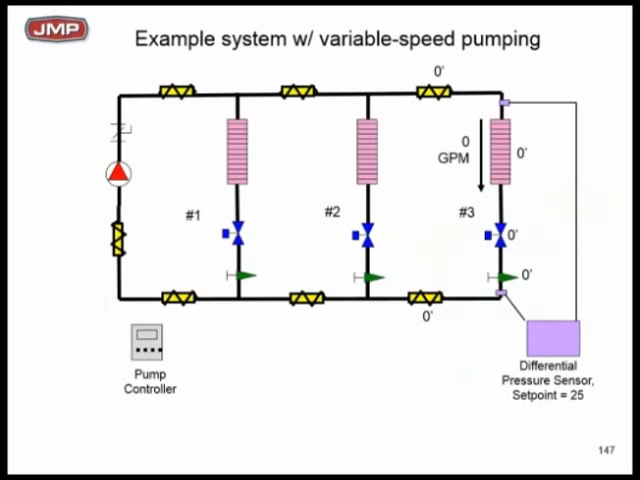 JMP
Example system w/ variable-speed pumping
0'
0
GPM
0'
#1
#2
#3
0'
0'
0'
Pump
Controller
Differential
Pressure Sensor,
Setpoint = 25
147